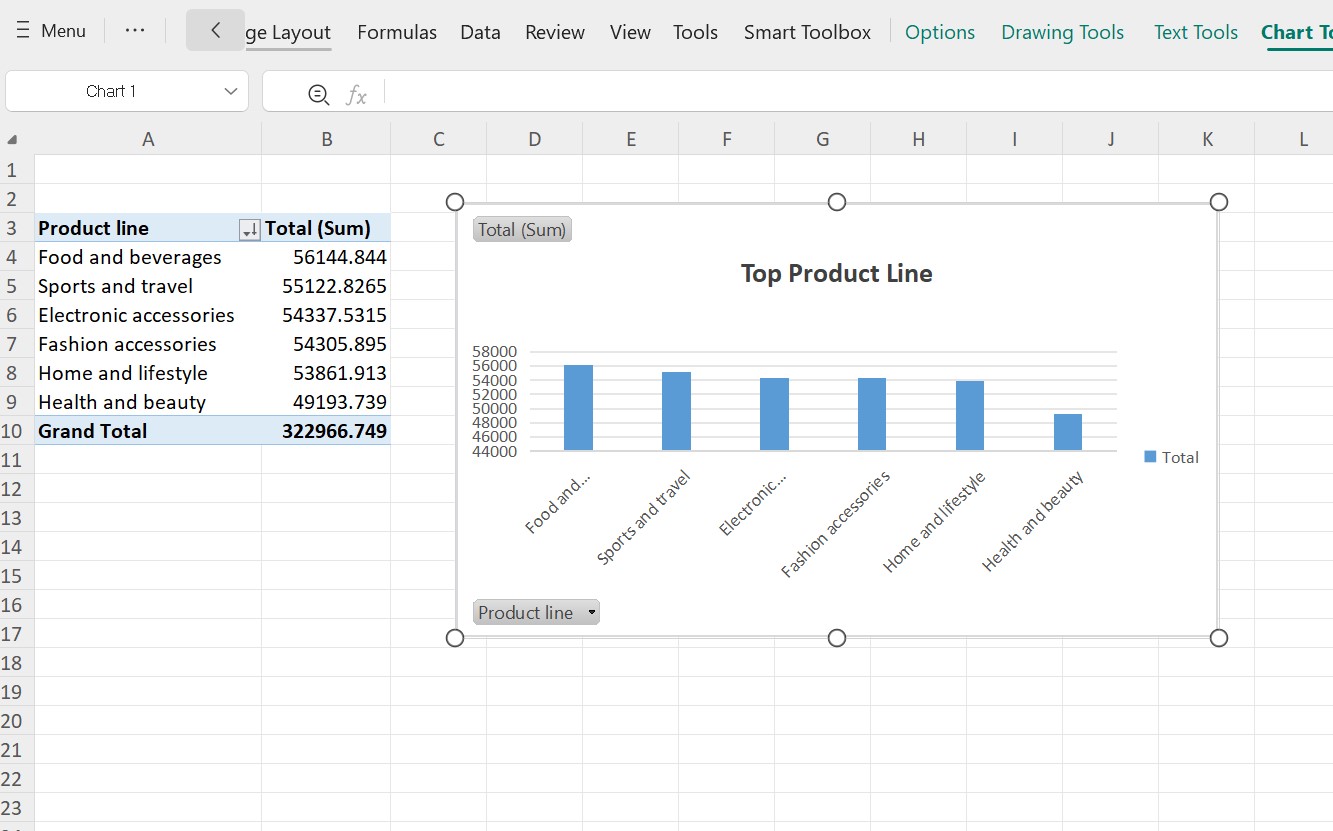 Menu ... ge Layout Formulas Data Review View Tools Smart Toolbox Options Drawing Tools Text Tools Chart To
Chart 1 fx
A B C D E F G H I J K L
1
2
3 Product line Total (Sum)
4 Food and beverages 56144.844
5 Sports and travel 55122.8265
6 Electronic accessories 54337.5315
7 Fashion accessories 54305.895
8 Home and lifestyle 53861.913
9 Health and beauty 49193.739
10 Grand Total 322966.749
11
12
13
14
15
16
17
18
19
20
21
22
23
Total (Sum)
Top Product Line
58000
56000
54000
52000
50000
48000
46000
44000
Food and...
Sports and travel
Electronic...
Fashion accessories
Home and lifestyle
Health and beauty
Total
Product line